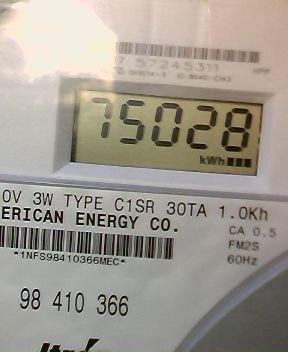 57245311
75028
kWh
0V 3W TYPE C1SR 30TA 1.0Kh
ERICAN ENERGY CO.
CA 0.5
FM2S
*1NFS98410366MEC*
60Hz
98 410 366